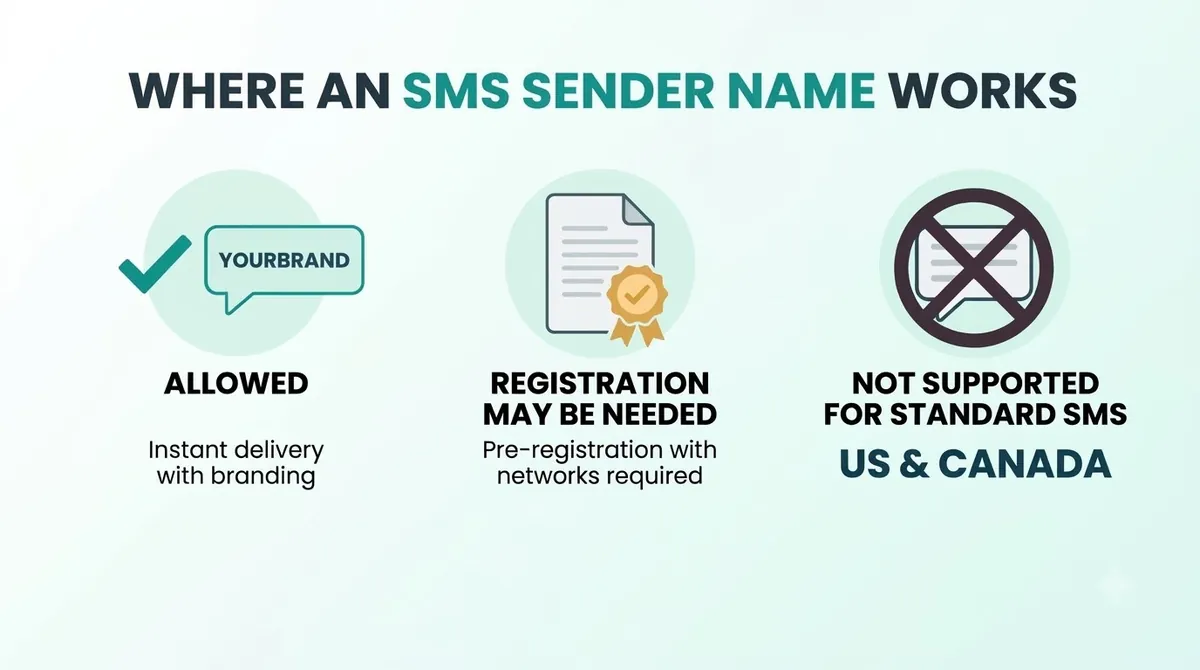 WHERE AN SMS SENDER NAME WORKS
YOURBRAND
ALLOWED
Instant delivery
with branding
REGISTRATION
MAY BE NEEDED
Pre-registration with
networks required
NOT SUPPORTED
FOR STANDARD SMS
US & CANADA